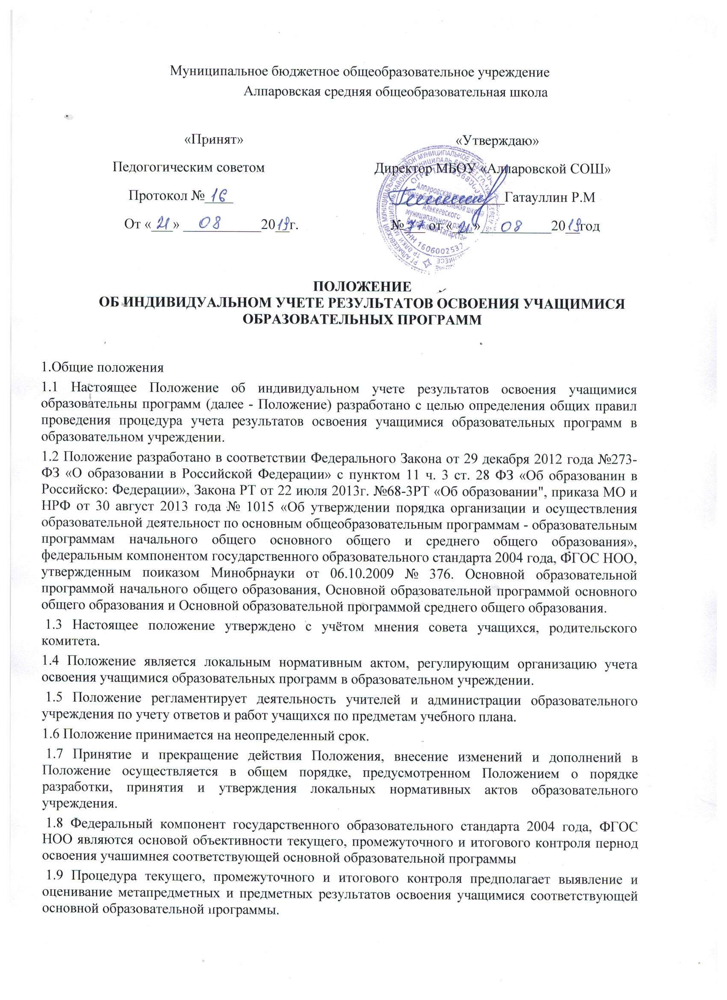 Муниципальное бюджетное общеобразовательное учреждение
Алпаровская средняя общеобразовательная школа
«Принят»
«Утверждаю»
Педогогическим советом
Директор МБОУ «Алпаровской СОШ»
Протокол № 16
Гатауллин Р.М
От «21» 08 2019г.
№ 77 от «21» 08 2019год
Алпаровская
общеобразовательная школа
Алькеевского
муниципального района
Республики Татарстан
ИНН 1606002537
ПОЛОЖЕНИЕ
ОБ ИНДИВИДУАЛЬНОМ УЧЕТЕ РЕЗУЛЬТАТОВ ОСВОЕНИЯ УЧАЩИМИСЯ
ОБРАЗОВАТЕЛЬНЫХ ПРОГРАММ
1.Общие положения
1.1 Настоящее Положение об индивидуальном учете результатов освоения учащимися
образовательны программ (далее - Положение) разработано с целью определения общих правил
проведения процедура учета результатов освоения учащимися образовательных программ в
образовательном учреждении.
1.2 Положение разработано в соответствии Федерального Закона от 29 декабря 2012 года №273-
ФЗ «О образовании в Российской Федерации» с пунктом 11 ч. 3 ст. 28 ФЗ «Об образованин в
Российско: Федерации», Закона РТ от 22 июля 2013г. №68-ЗРТ «Об образовании", приказа МО и
НРФ от 30 август 2013 года № 1015 «Об утверждении порядка организации и осуществления
образовательной деятельност по основным общеобразовательным программам - образовательным
программам начального общего основного общего и среднего общего образования»,
федеральным компонентом государственного образовательного стандарта 2004 года, ФГОС НОО,
утвержденным поиказом Минобрнауки от 06.10.2009 № 376. Основной образовательной
программой начального общего образования, Основной образовательной программой основного
общего образования и Основной образовательной программой среднего общего образования.
1.3 Настоящее положение утверждено с учётом мнения совета учащихся, родительского
комитета.
1.4 Положение является локальным нормативным актом, регулирующим организацию учета
освоения учащимися образовательных программ в образовательном учреждении.
1.5 Положение регламентирует деятельность учителей и администрации образовательного
учреждения по учету ответов и работ учащихся по предметам учебного плана.
1.6 Положение принимается на неопределенный срок.
1.7 Принятие и прекращение действия Положения, внесение изменений и дополнений в
Положение осуществляется в общем порядке, предусмотренном Положением о порядке
разработки, принятия и утверждения локальных нормативных актов образовательного
учреждения.
1.8 Федеральный компонент государственного образовательного стандарта 2004 года, ФГОС
НОО являются основой объективности текущего, промежуточного и итогового контроля период
освоения учашимнея соответствующей основной образовательной программы
1.9 Процедура текущего, промежуточного и итогового контроля предполагает выявление и
оценивание метапредметных и предметных результатов освоения учащимися соответствующей
основной образовательной программы.